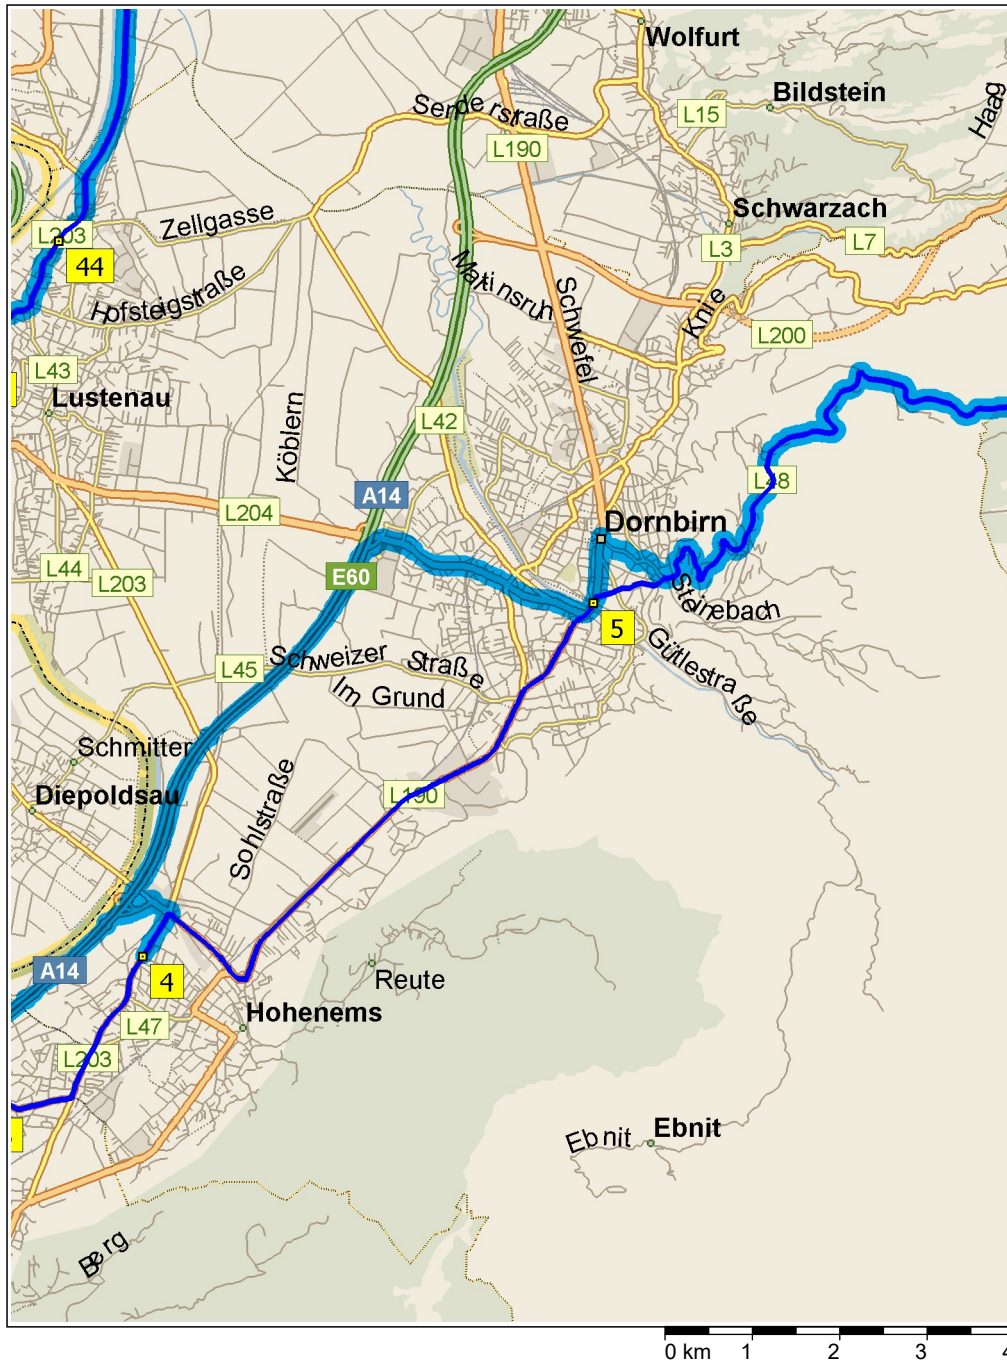 Wolfurt
Bildstein
Haag
L15
Senderstraße
L190
Schwarzach
L7
L3
Zellgasse
L203
44
Hofsteigstraße
Martinsruh
Schwefel
Knie
L200
L43
Lustenau
Köblern
L42
L48
A14
L204
Dornbirn
L44
L203
E60
Steinebach
5
Gütlestraße
Schweizer Straße
L45
Im Grund
Schmitter
Diepoldsau
Sohlstraße
L190
A14
4
Reute
L47
Hohenems
L203
Ebnit
Ebnit
Berg
0 km 1 2 3